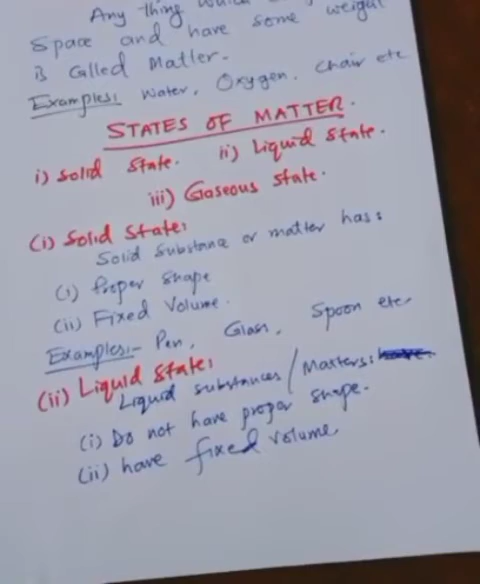 Any Thing which
Space and have some weight
is Called Matter.
Examples: Water, Oxygen, Chair etc
STATES OF MATTER.
i) Solid State. ii) Liquid State.
iii) Gaseous State.
(i) Solid State:
Solid Substance or matter has:
(i) Proper Shape
(ii) Fixed Volume.
Examples:- Pen, Glass, Spoon etc
(ii) Liquid State:
Liquid substances / Matters:
(i) Do not have proper shape.
(ii) have fixed volume